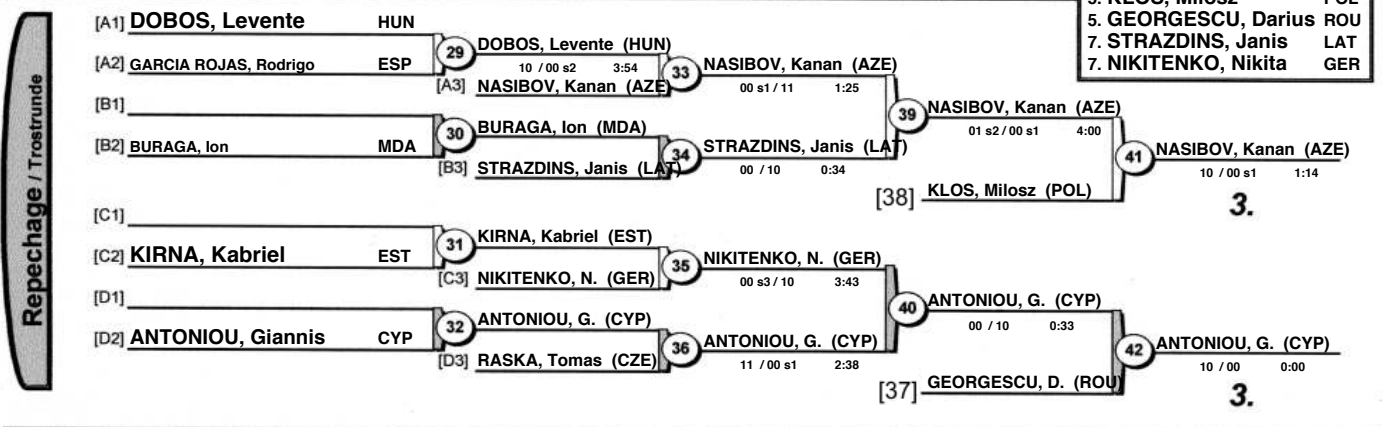 5. KLOS, Milosz POL
5. GEORGESCU, Darius ROU
7. STRAZDINS, Janis LAT
7. NIKITENKO, Nikita GER
Repechage / Trostrunde
[A1] DOBOS, Levente HUN
[A2] GARCIA ROJAS, Rodrigo ESP
[B1]
[B2] BURAGA, Ion MDA
[C1]
[C2] KIRNA, Kabriel EST
[D1]
[D2] ANTONIOU, Giannis CYP
29
DOBOS, Levente (HUN)
10 / 00 s2 3:54
[A3] NASIBOV, Kanan (AZE)
30
BURAGA, Ion (MDA)
[B3] STRAZDINS, Janis (LAT)
31
KIRNA, Kabriel (EST)
[C3] NIKITENKO, N. (GER)
32
ANTONIOU, G. (CYP)
[D3] RASKA, Tomas (CZE)
33
NASIBOV, Kanan (AZE)
00 s1 / 11 1:25
34
STRAZDINS, Janis (LAT)
00 / 10 0:34
35
NIKITENKO, N. (GER)
00 s3 / 10 3:43
36
ANTONIOU, G. (CYP)
11 / 00 s1 2:38
39
NASIBOV, Kanan (AZE)
01 s2 / 00 s1 4:00
[38] KLOS, Milosz (POL)
40
ANTONIOU, G. (CYP)
00 / 10 0:33
[37] GEORGESCU, D. (ROU)
41
NASIBOV, Kanan (AZE)
10 / 00 s1 1:14
3.
42
ANTONIOU, G. (CYP)
10 / 00 0:00
3.